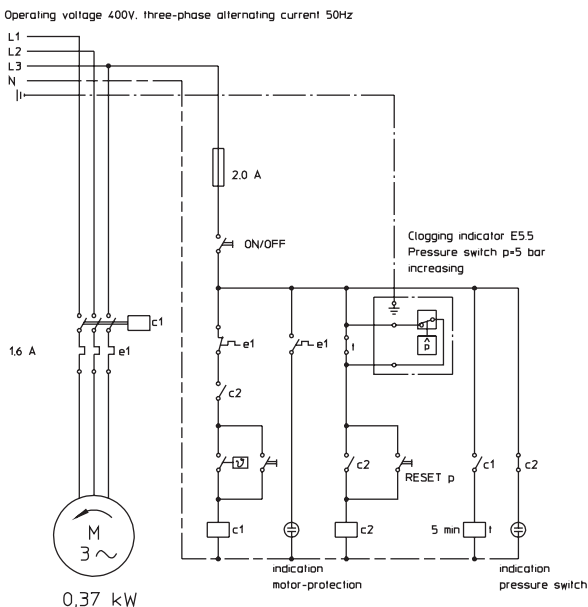 Operating voltage 400V, three-phase alternating current 50Hz
L1
L2
L3
N
2.0 A
ON/OFF
Clogging indicator E5.5
Pressure switch p=5 bar
increasing
c1
1.6 A
e1
e1
e1
t
p̂
c2
ϑ
c2
c1
c2
RESET p
c1
c2
5 min
t
M
3 ~
indication
motor-protection
indication
pressure switch
0,37 kW